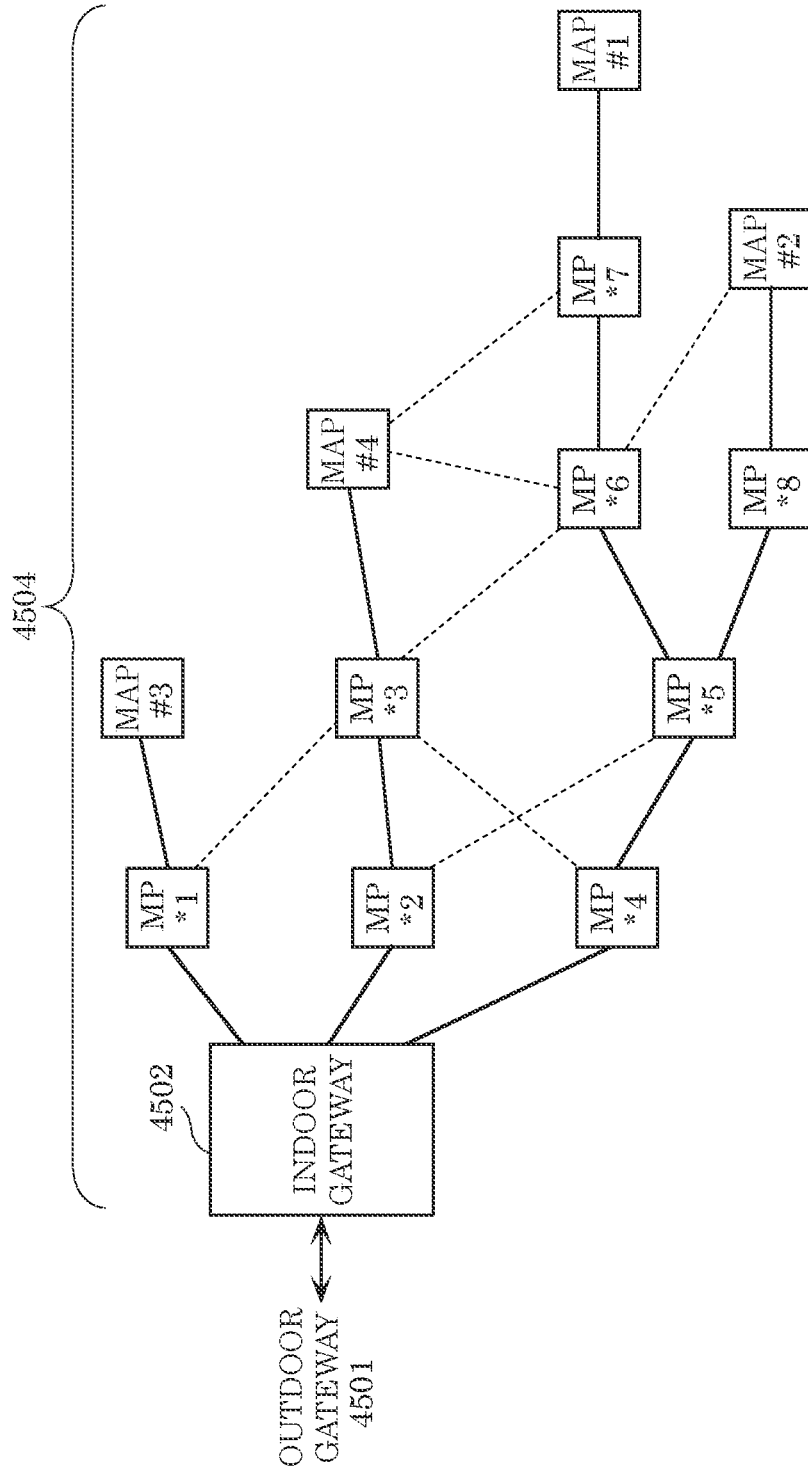 4504
OUTDOOR
GATEWAY
4501
4502
INDOOR
GATEWAY
MP
*1
MP
*2
MP
*4
MAP
#3
MP
*3
MP
*5
MAP
#4
MP
*6
MP
*8
MP
*7
MAP
#2
MAP
#1